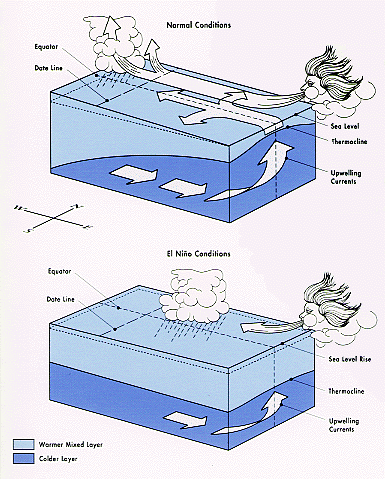 Normal Conditions
Equator
Date Line
Sea Level
Thermocline
Upwelling
Currents
W
N
S
E
El Niño Conditions
Equator
Date Line
Sea Level Rise
Thermocline
Upwelling
Currents
Warmer Mixed Layer
Colder Layer